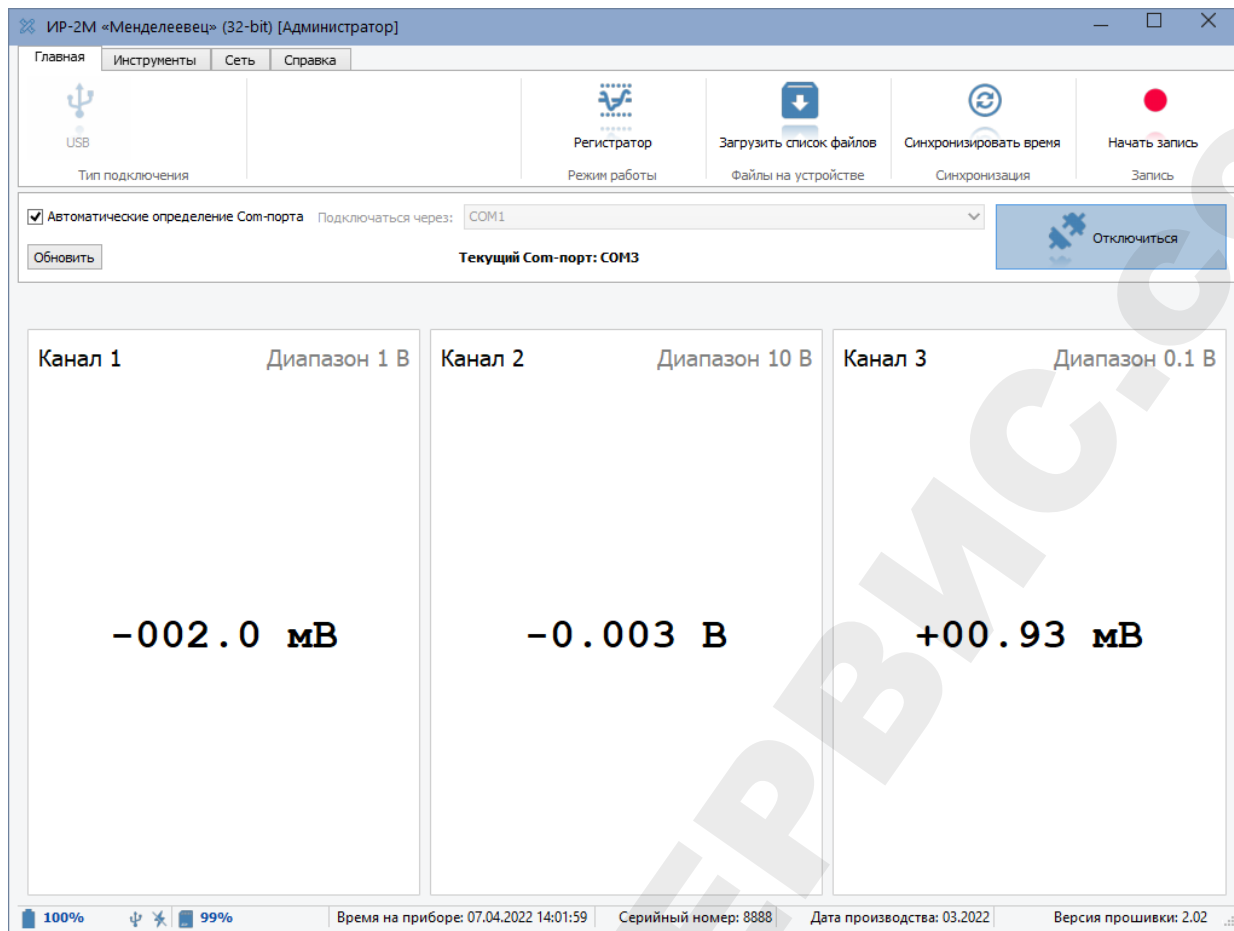 ИР-2М «Менделеевец» (32-bit) [Администратор]
Главная Инструменты Сеть Справка
USB Регистратор Загрузить список файлов Синхронизировать время Начать запись
Тип подключения Режим работы Файлы на устройстве Синхронизация Запись
Автоматические определение Com-порта Подключаться через: COM1 Отключиться
Обновить Текущий Com-порт: COM3
Канал 1 Диапазон 1 В Канал 2 Диапазон 10 В Канал 3 Диапазон 0.1 В
-002.0 мВ -0.003 В +00.93 мВ
100% 99% Время на приборе: 07.04.2022 14:01:59 Серийный номер: 8888 Дата производства: 03.2022 Версия прошивки: 2.02
ЕРВИС.С